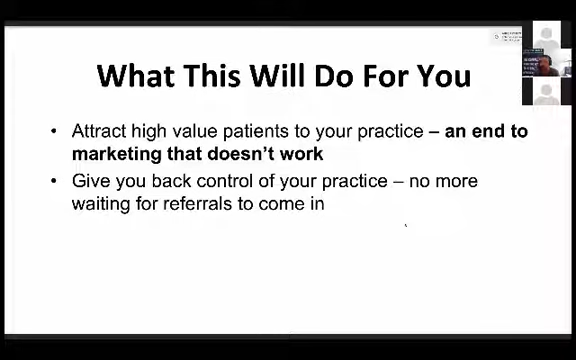 What This Will Do For You
• Attract high value patients to your practice – an end to
marketing that doesn't work
• Give you back control of your practice – no more
waiting for referrals to come in